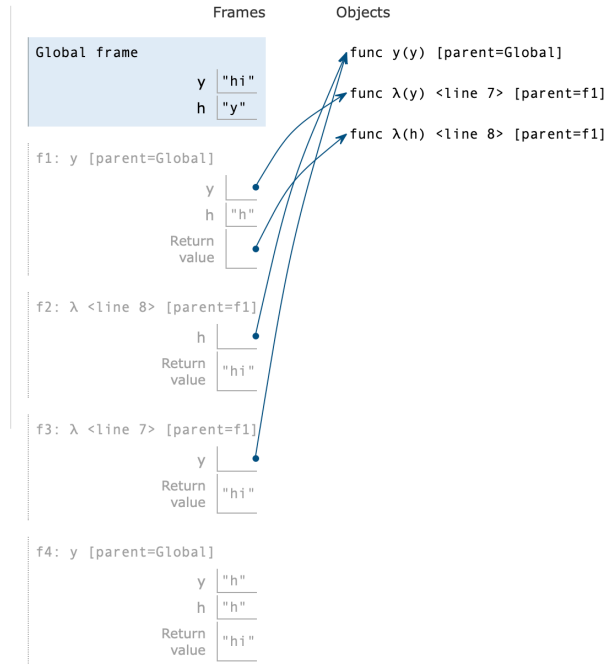 Frames Objects
Global frame
y "hi"
h "y"
func y(y) [parent=Global]
func λ(y) <line 7> [parent=f1]
func λ(h) <line 8> [parent=f1]
f1: y [parent=Global]
y
h "h"
Return
value
f2: λ <line 8> [parent=f1]
h
Return
value "hi"
f3: λ <line 7> [parent=f1]
y
Return
value "hi"
f4: y [parent=Global]
y "h"
h "h"
Return
value "hi"